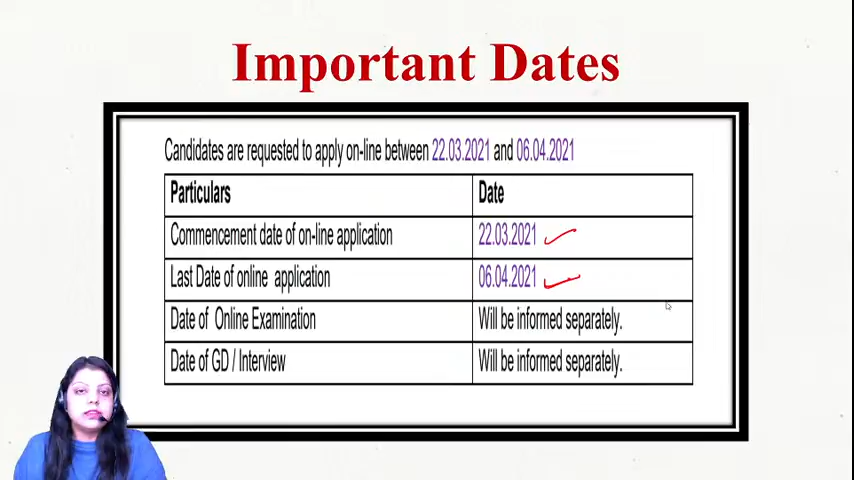 Important Dates
Candidates are requested to apply on-line between 22.03.2021 and 06.04.2021
Particulars Date
Commencement date of on-line application 22.03.2021
Last Date of online application 06.04.2021
Date of Online Examination Will be informed separately.
Date of GD / Interview Will be informed separately.